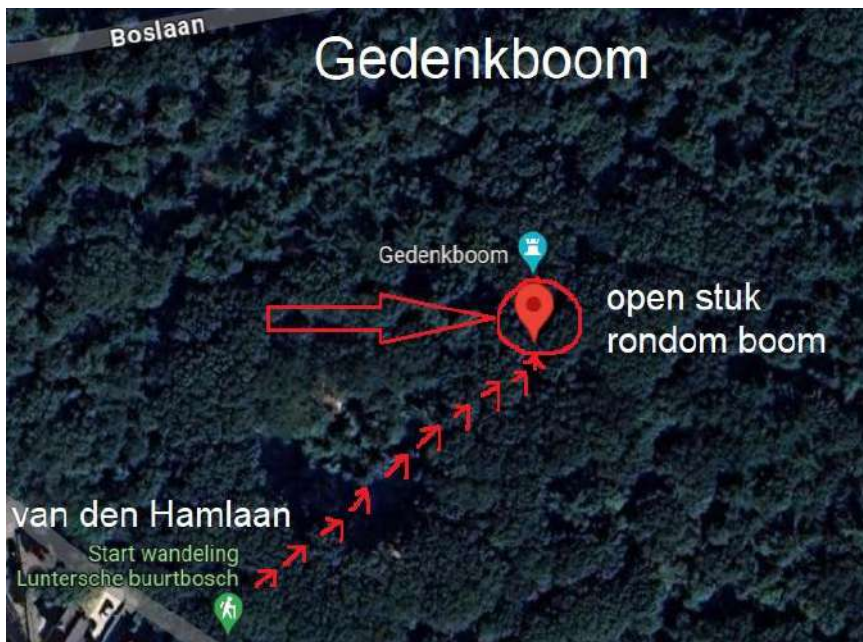 Boslaan
Gedenkboom
Gedenkboom
open stuk
rondom boom
van den Hamlaan
Start wandeling
Luntersche buurtbosch